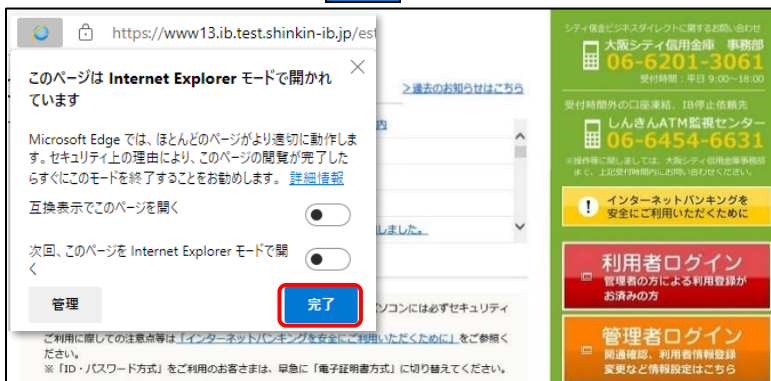 https://www13.ib.test.shinkin-ib.jp/est
このページは Internet Explorer モードで開かれ
ています
Microsoft Edge では、ほとんどのページがより適切に動作しま
す。セキュリティ上の理由により、このページの閲覧が完了した
らすぐにこのモードを終了することをお勧めします。 詳細情報
互換表示でこのページを開く
次回、このページを Internet Explorer モードで開
く
管理
完了
>過去のお知らせはこちら
内
しました。
ソコンには必ずセキュリティ
ご利用に際しての注意点等は「インターネットバンキングを安全にご利用いただくために」をご参照く
ださい。
※「ID・パスワード方式」をご利用のお客さまは、早急に「電子証明書方式」に切り替えてください。
シティ信金ビジネスダイレクトに関するお問い合わせ
大阪シティ信用金庫 事務部
06-6201-3061
受付時間：平日 9:00～18:00
受付時間外の口座凍結、IB停止依頼先
しんきんATM監視センター
06-6454-6631
※操作等に関しましては、大阪シティ信用金庫事務部
まで、上記受付時間内にお問い合わせください。
インターネットバンキングを
安全にご利用いただくために
利用者ログイン
管理者の方による利用登録が
お済みの方
管理者ログイン
開通確認、利用者情報登録
変更など情報設定はこちら